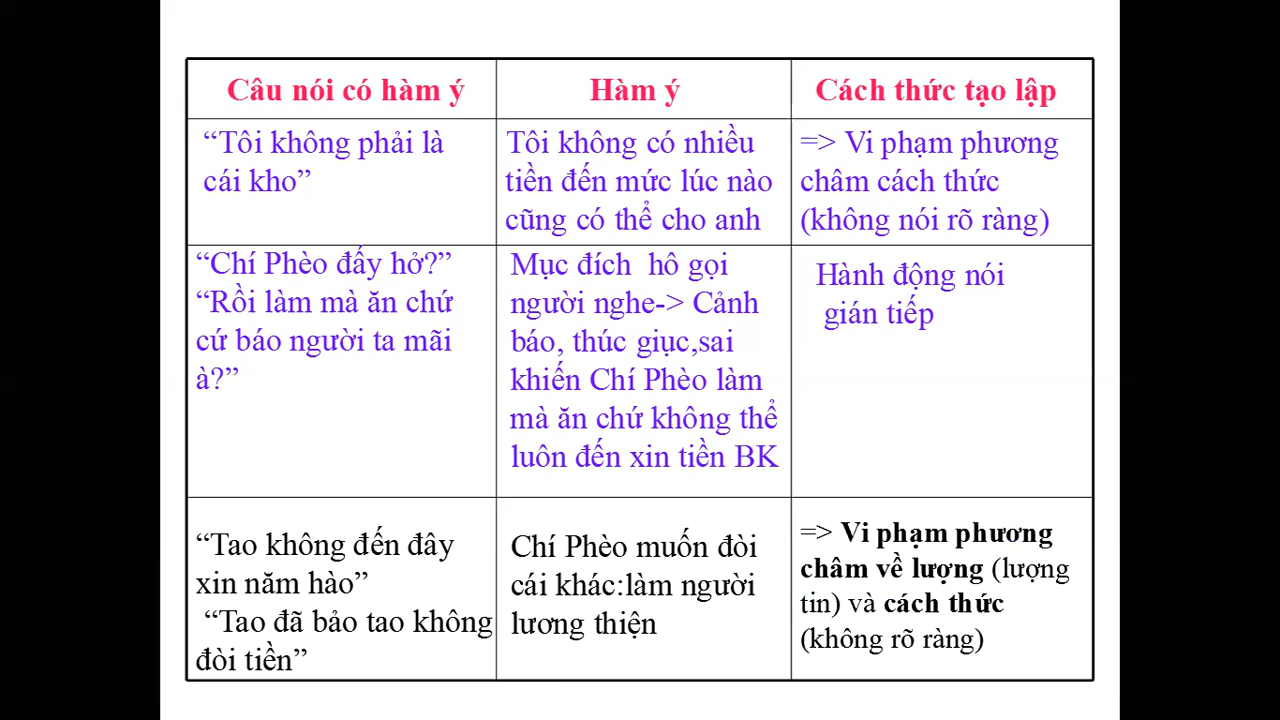 Câu nói có hàm ý
Hàm ý
Cách thức tạo lập
“Tôi không phải là
cái kho”
Tôi không có nhiều
tiền đến mức lúc nào
cũng có thể cho anh
=> Vi phạm phương
châm cách thức
(không nói rõ ràng)
“Chí Phèo đấy hở?”
“Rồi làm mà ăn chứ
cứ báo người ta mãi
à?”
Mục đích hô gọi
người nghe-> Cảnh
báo, thúc giục,sai
khiến Chí Phèo làm
mà ăn chứ không thể
luôn đến xin tiền BK
Hành động nói
gián tiếp
“Tao không đến đây
xin năm hào”
“Tao đã bảo tao không
đòi tiền”
Chí Phèo muốn đòi
cái khác:làm người
lương thiện
=> Vi phạm phương
châm về lượng (lượng
tin) và cách thức
(không rõ ràng)